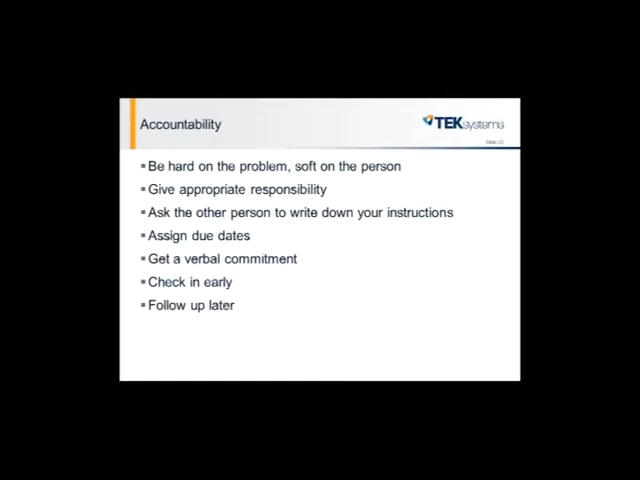 Accountability
TEKsystems
▪Be hard on the problem, soft on the person
▪Give appropriate responsibility
▪Ask the other person to write down your instructions
▪Assign due dates
▪Get a verbal commitment
▪Check in early
▪Follow up later